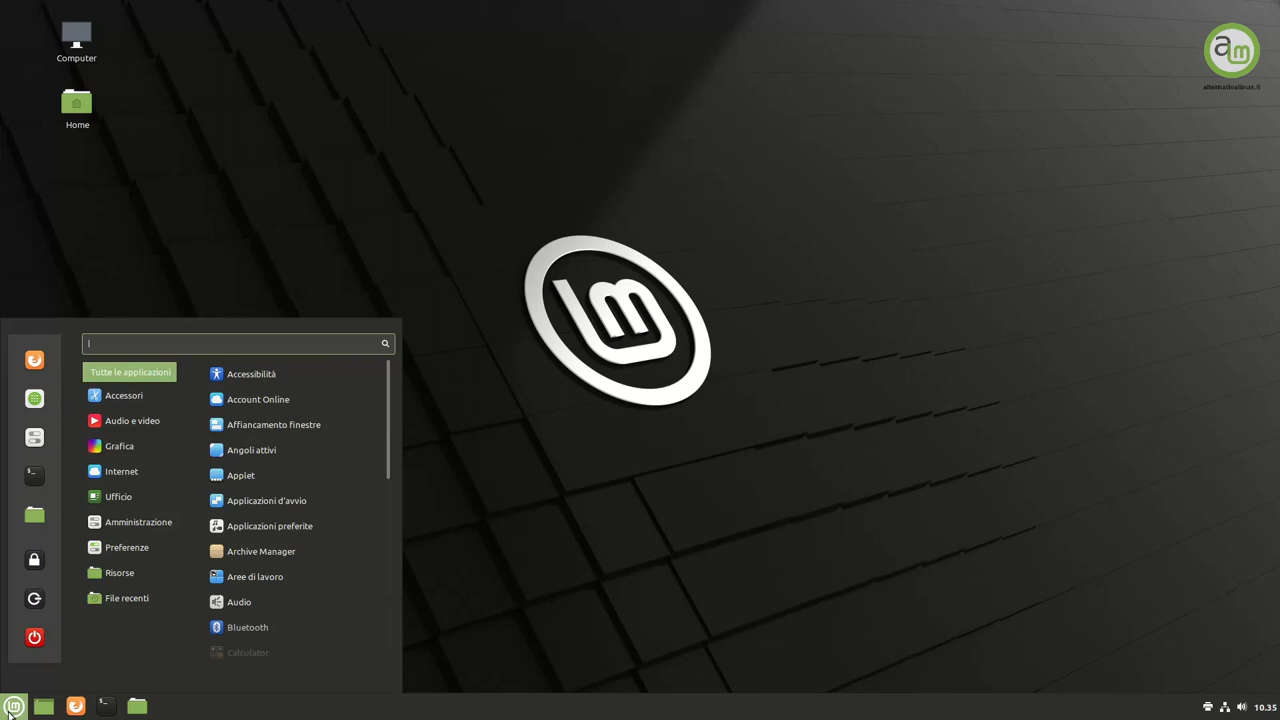 Computer
Home
alternativalinux.it
Tutte le applicazioni
Accessori
Audio e video
Grafica
Internet
Ufficio
Amministrazione
Preferenze
Risorse
File recenti
Accessibilità
Account Online
Affiancamento finestre
Angoli attivi
Applet
Applicazioni d'avvio
Applicazioni preferite
Archive Manager
Aree di lavoro
Audio
Bluetooth
Calculator
10.35